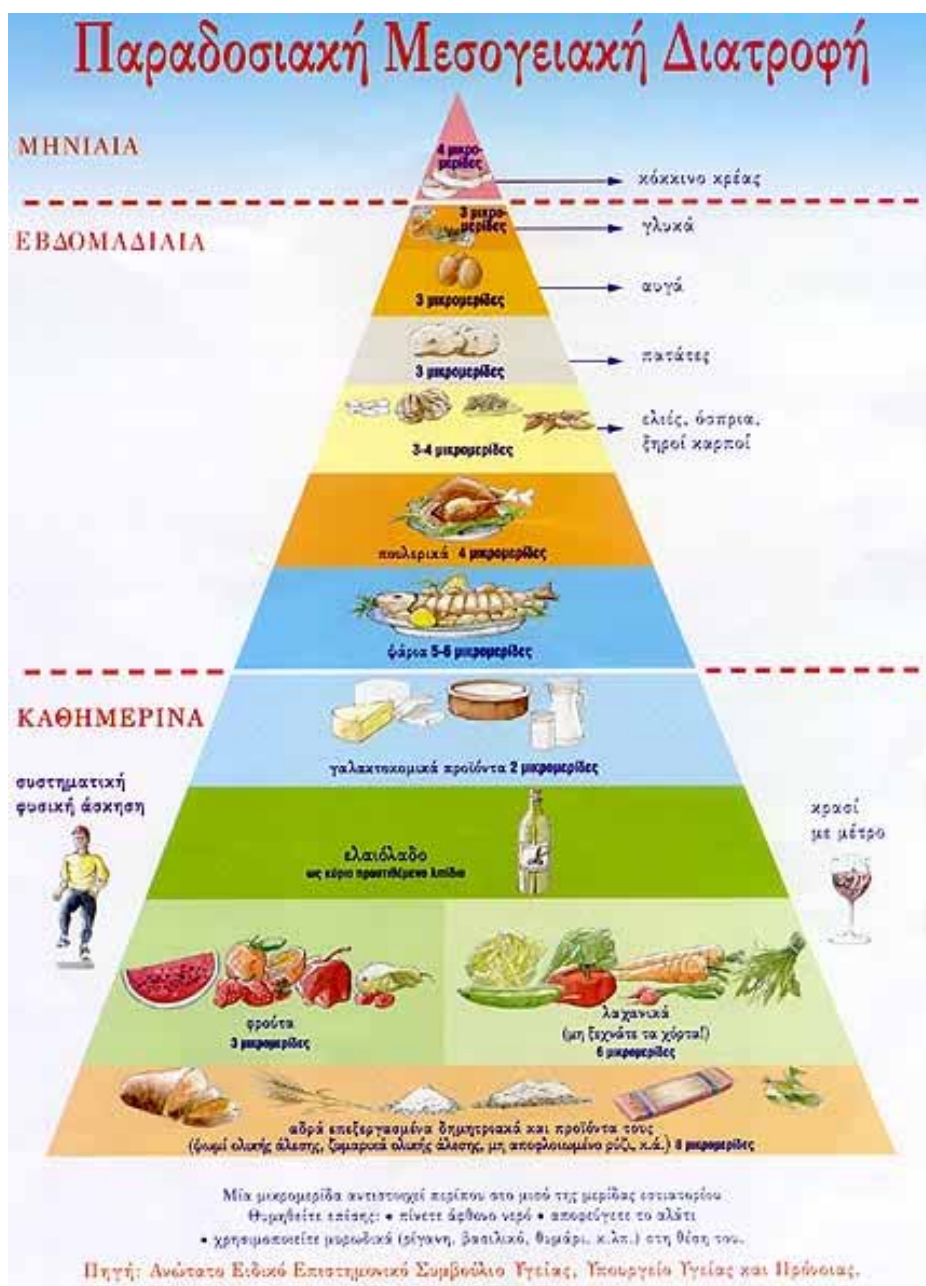 Παραδοσιακή Μεσογειακή Διατροφή
ΜΗΝΙΑΙΑ
4 μικρο-
μερίδες
κόκκινο κρέας
ΕΒΔΟΜΑΔΙΑΙΑ
3 μικρο-
μερίδες
γλυκά
αυγά
3 μικρομερίδες
πατάτες
3 μικρομερίδες
ελιές, όσπρια,
ξηροί καρποί
3-4 μικρομερίδες
πουλερικά 4 μικρομερίδες
ψάρια 5-6 μικρομερίδες
ΚΑΘΗΜΕΡΙΝΑ
γαλακτοκομικά προϊόντα 2 μικρομερίδες
συστηματική
φυσική άσκηση
κρασί
με μέτρο
ελαιόλαδο
ως κύριο προστιθέμενο λιπίδιο
φρούτα
3 μικρομερίδες
λαχανικά
(μη ξεχνάτε τα χόρτα!)
6 μικρομερίδες
αδρά επεξεργασμένα δημητριακά και προϊόντα τους
(ψωμί ολικής άλεσης, ζυμαρικά ολικής άλεσης, μη αποφλοιωμένο ρύζι, κ.ά.) 8 μικρομερίδες
Μία μικρομερίδα αντιστοιχεί περίπου στο μισό της μερίδας εστιατορίου
Θυμηθείτε επίσης: • πίνετε άφθονο νερό • αποφεύγετε το αλάτι
• χρησιμοποιείτε μυρωδικά (ρίγανη, βασιλικό, θυμάρι, κ.λπ.) στη θέση του.
Πηγή: Ανώτατο Ειδικό Επιστημονικό Συμβούλιο Υγείας, Υπουργείο Υγείας και Πρόνοιας.